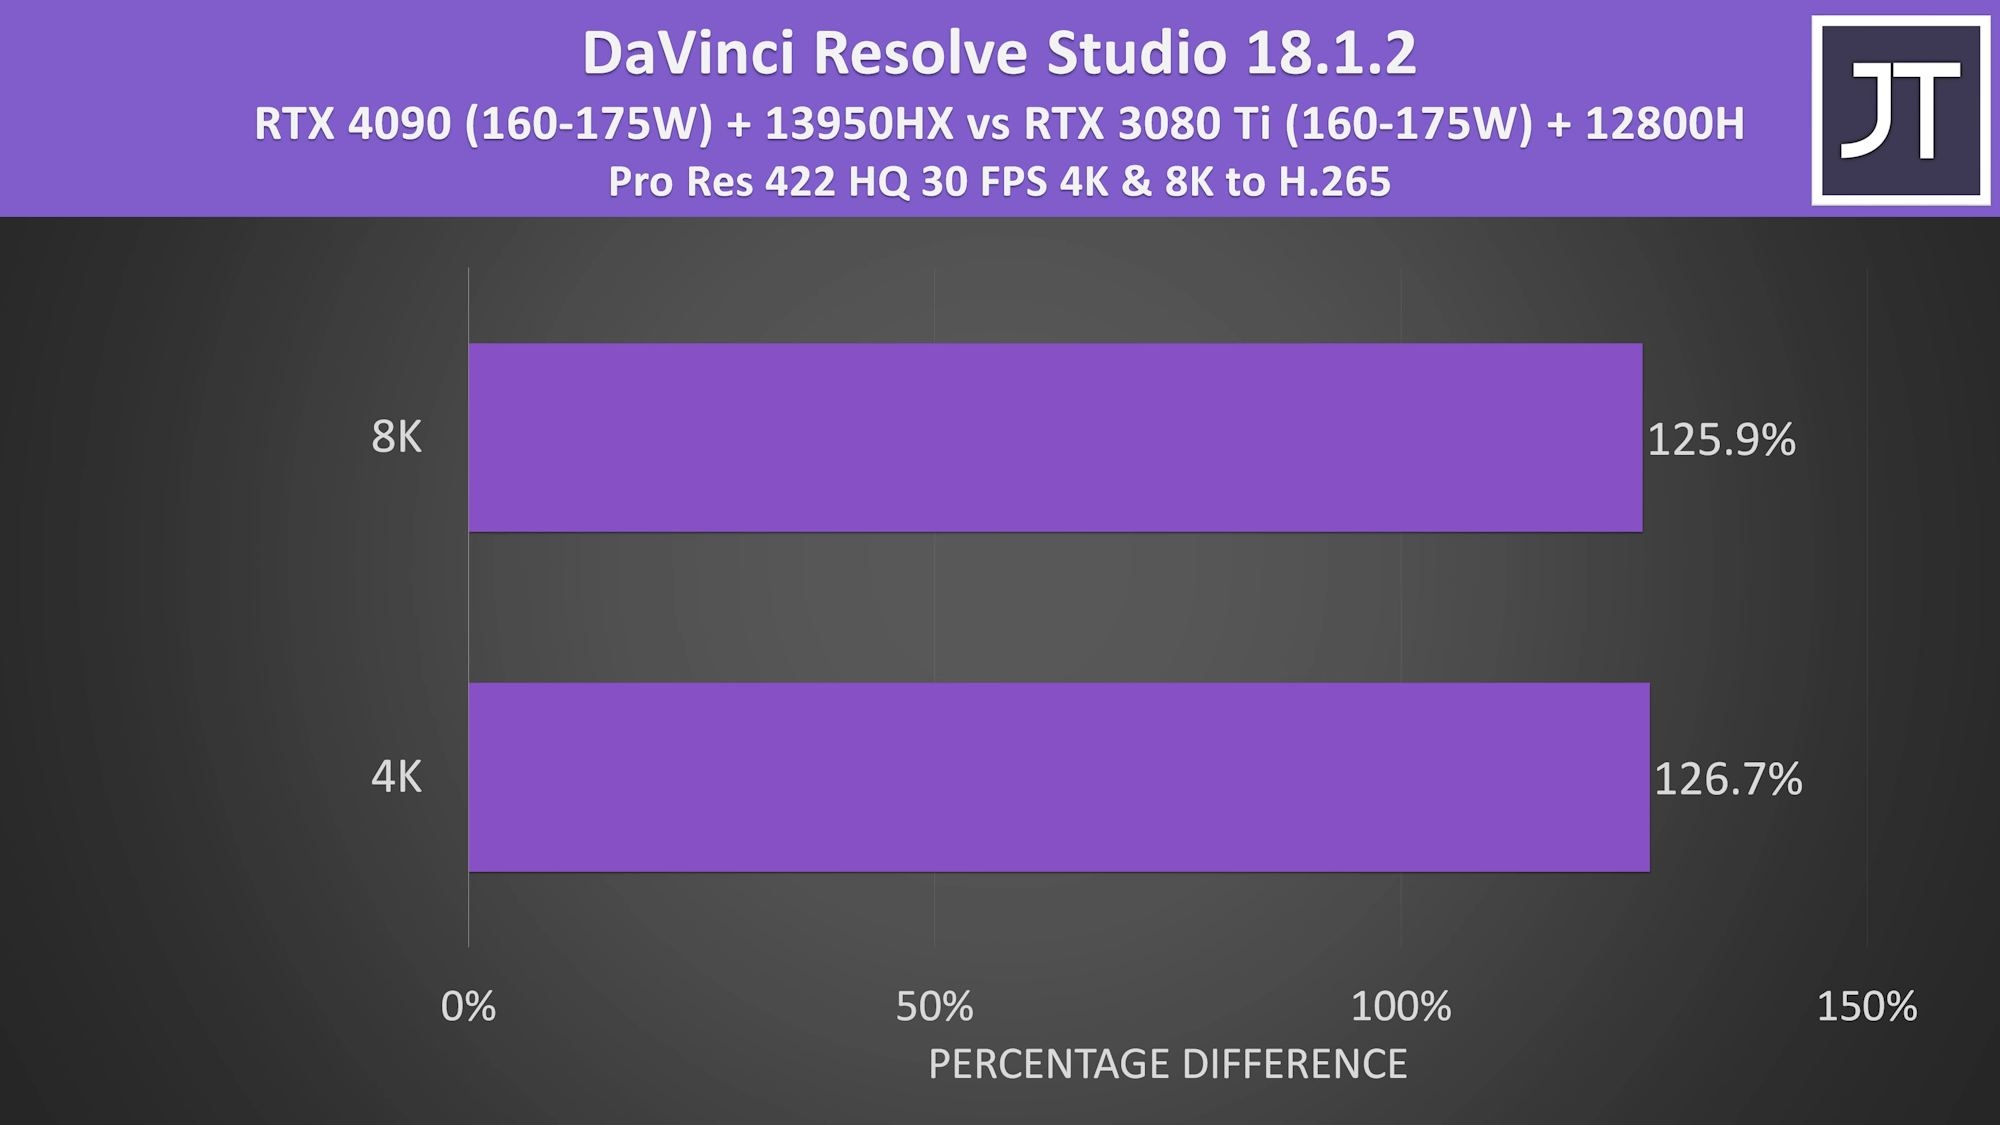 DaVinci Resolve Studio 18.1.2
RTX 4090 (160-175W) + 13950HX vs RTX 3080 Ti (160-175W) + 12800H
Pro Res 422 HQ 30 FPS 4K & 8K to H.265
JT
8K
125.9%
4K
126.7%
0%
50%
100%
150%
PERCENTAGE DIFFERENCE